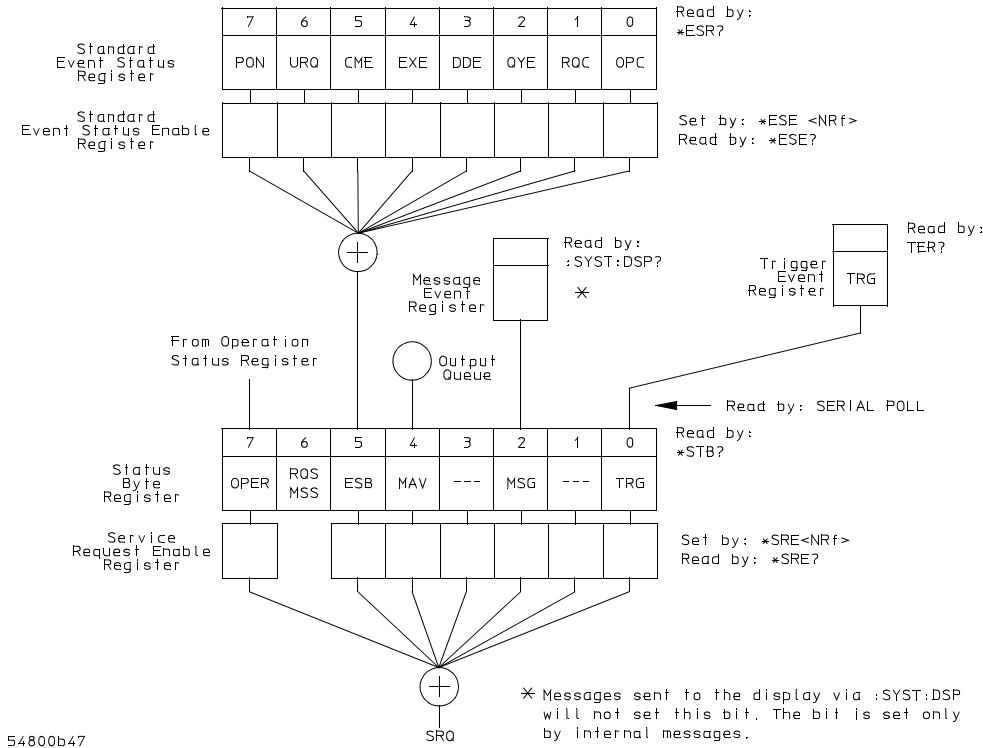 7 6 5 4 3 2 1 0
Read by:
*ESR?
Standard
Event Status
Register
PON URQ CME EXE DDE QYE RQC OPC
Standard
Event Status Enable
Register
Set by: *ESE <NRf>
Read by: *ESE?
+
Message
Event
Register
Read by:
:SYST:DSP?
*
Trigger
Event
Register
TRG
Read by:
TER?
From Operation
Status Register
Output
Queue
Read by: SERIAL POLL
7 6 5 4 3 2 1 0
Read by:
*STB?
Status
Byte
Register
OPER RQS MSS ESB MAV --- MSG --- TRG
Service
Request Enable
Register
Set by: *SRE<NRf>
Read by: *SRE?
+
SRQ
* Messages sent to the display via :SYST:DSP
will not set this bit. The bit is set only
by internal messages.
54800b47